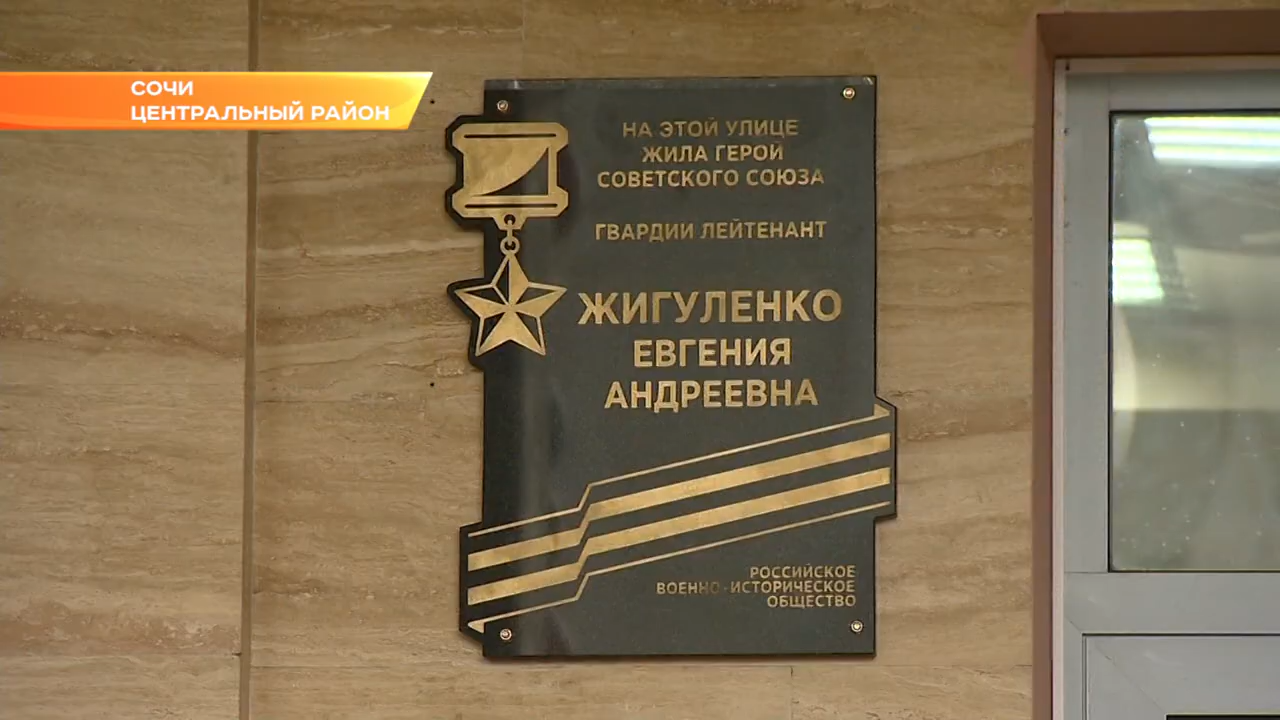 СОЧИ
ЦЕНТРАЛЬНЫЙ РАЙОН
НА ЭТОЙ УЛИЦЕ
ЖИЛА ГЕРОЙ
СОВЕТСКОГО СОЮЗА
ГВАРДИИ ЛЕЙТЕНАНТ
ЖИГУЛЕНКО
ЕВГЕНИЯ
АНДРЕЕВНА
РОССИЙСКОЕ
ВОЕННО-ИСТОРИЧЕСКОЕ
ОБЩЕСТВО